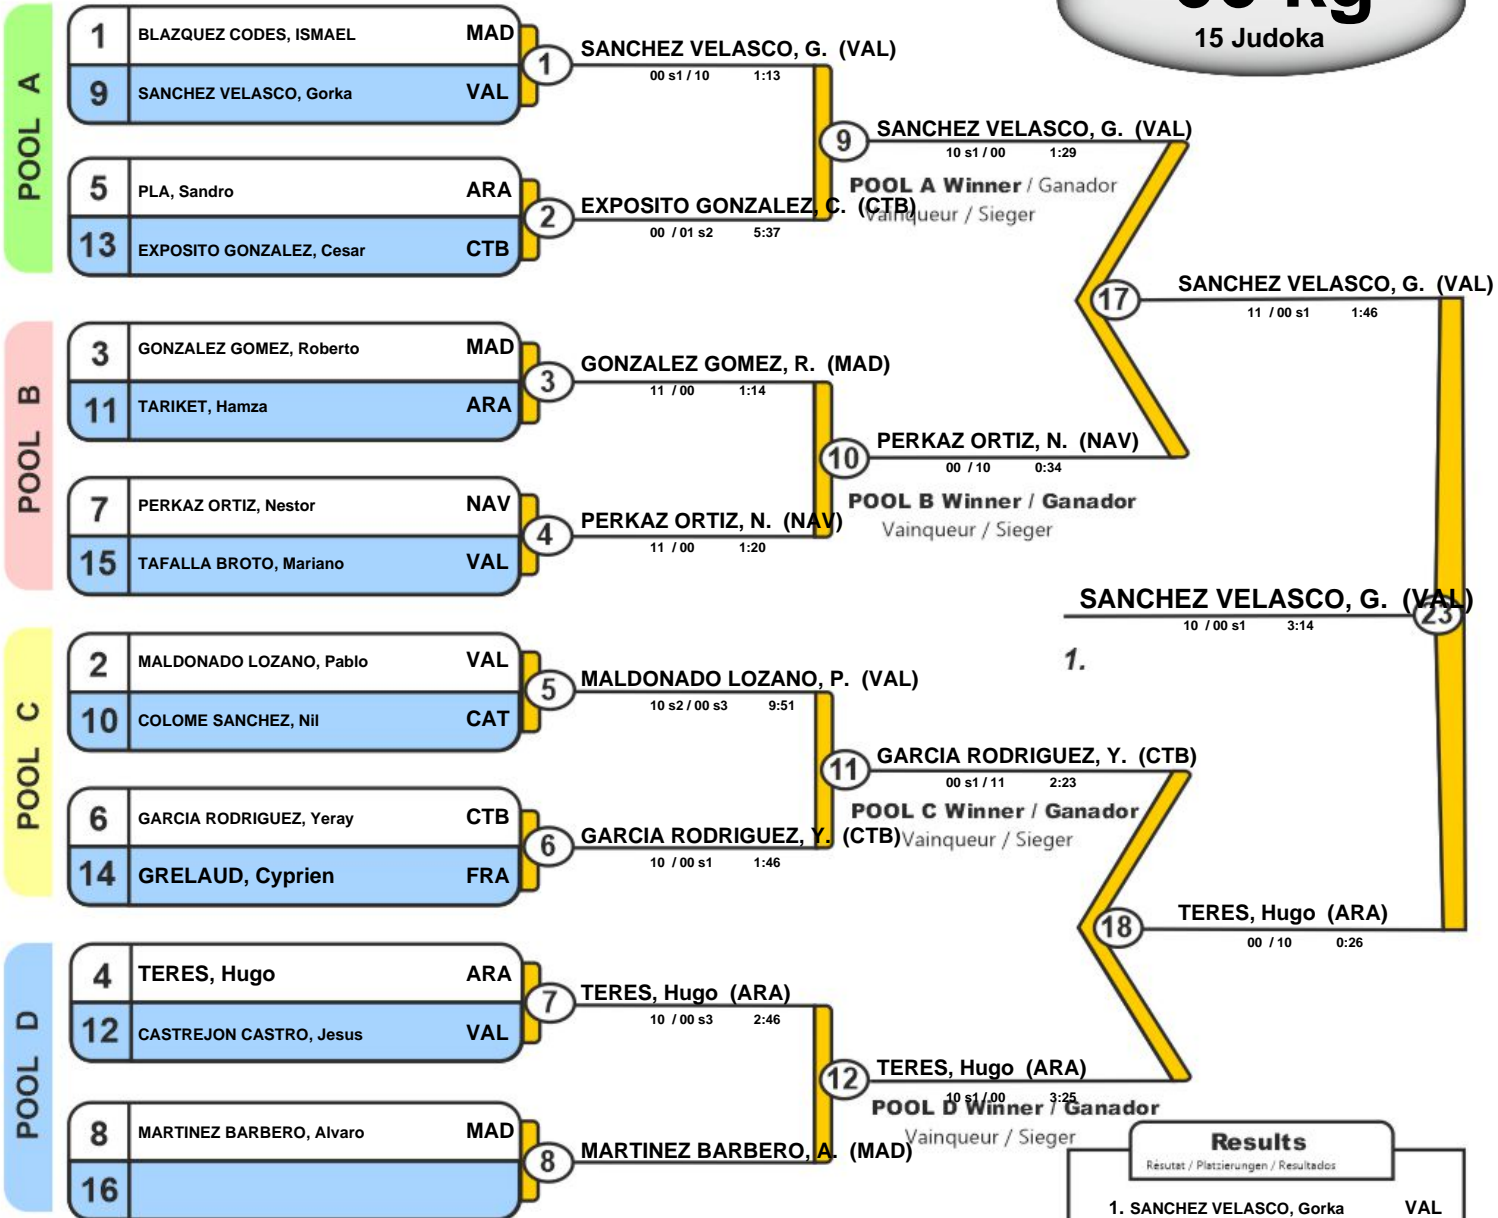 15 Judoka
POOL A
1 BLAZQUEZ CODES, ISMAEL MAD
9 SANCHEZ VELASCO, Gorka VAL
1 SANCHEZ VELASCO, G. (VAL)
00 s1 / 10 1:13
5 PLA, Sandro ARA
13 EXPOSITO GONZALEZ, Cesar CTB
2 EXPOSITO GONZALEZ, C. (CTB)
00 / 01 s2 5:37
9 SANCHEZ VELASCO, G. (VAL)
10 s1 / 00 1:29
POOL A Winner / Ganador
Vainqueur / Sieger
POOL B
3 GONZALEZ GOMEZ, Roberto MAD
11 TARIKET, Hamza ARA
3 GONZALEZ GOMEZ, R. (MAD)
11 / 00 1:14
7 PERKAZ ORTIZ, Nestor NAV
15 TAFALLA BROTO, Mariano VAL
4 PERKAZ ORTIZ, N. (NAV)
11 / 00 1:20
10 PERKAZ ORTIZ, N. (NAV)
00 / 10 0:34
POOL B Winner / Ganador
Vainqueur / Sieger
17 SANCHEZ VELASCO, G. (VAL)
11 / 00 s1 1:46
POOL C
2 MALDONADO LOZANO, Pablo VAL
10 COLOME SANCHEZ, Nil CAT
5 MALDONADO LOZANO, P. (VAL)
10 s2 / 00 s3 9:51
6 GARCIA RODRIGUEZ, Yeray CTB
14 GRELAUD, Cyprien FRA
6 GARCIA RODRIGUEZ, Y. (CTB)
10 / 00 s1 1:46
11 GARCIA RODRIGUEZ, Y. (CTB)
00 s1 / 11 2:23
POOL C Winner / Ganador
Vainqueur / Sieger
POOL D
4 TERES, Hugo ARA
12 CASTREJON CASTRO, Jesus VAL
7 TERES, Hugo (ARA)
10 / 00 s3 2:46
8 MARTINEZ BARBERO, Alvaro MAD
16
8 MARTINEZ BARBERO, A. (MAD)
12 TERES, Hugo (ARA)
10 s1 / 00 3:25
POOL D Winner / Ganador
Vainqueur / Sieger
18 TERES, Hugo (ARA)
00 / 10 0:26
SANCHEZ VELASCO, G. (VAL) 23
10 / 00 s1 3:14
1.
Results
Résutat / Platzierungen / Resultados
1. SANCHEZ VELASCO, Gorka VAL